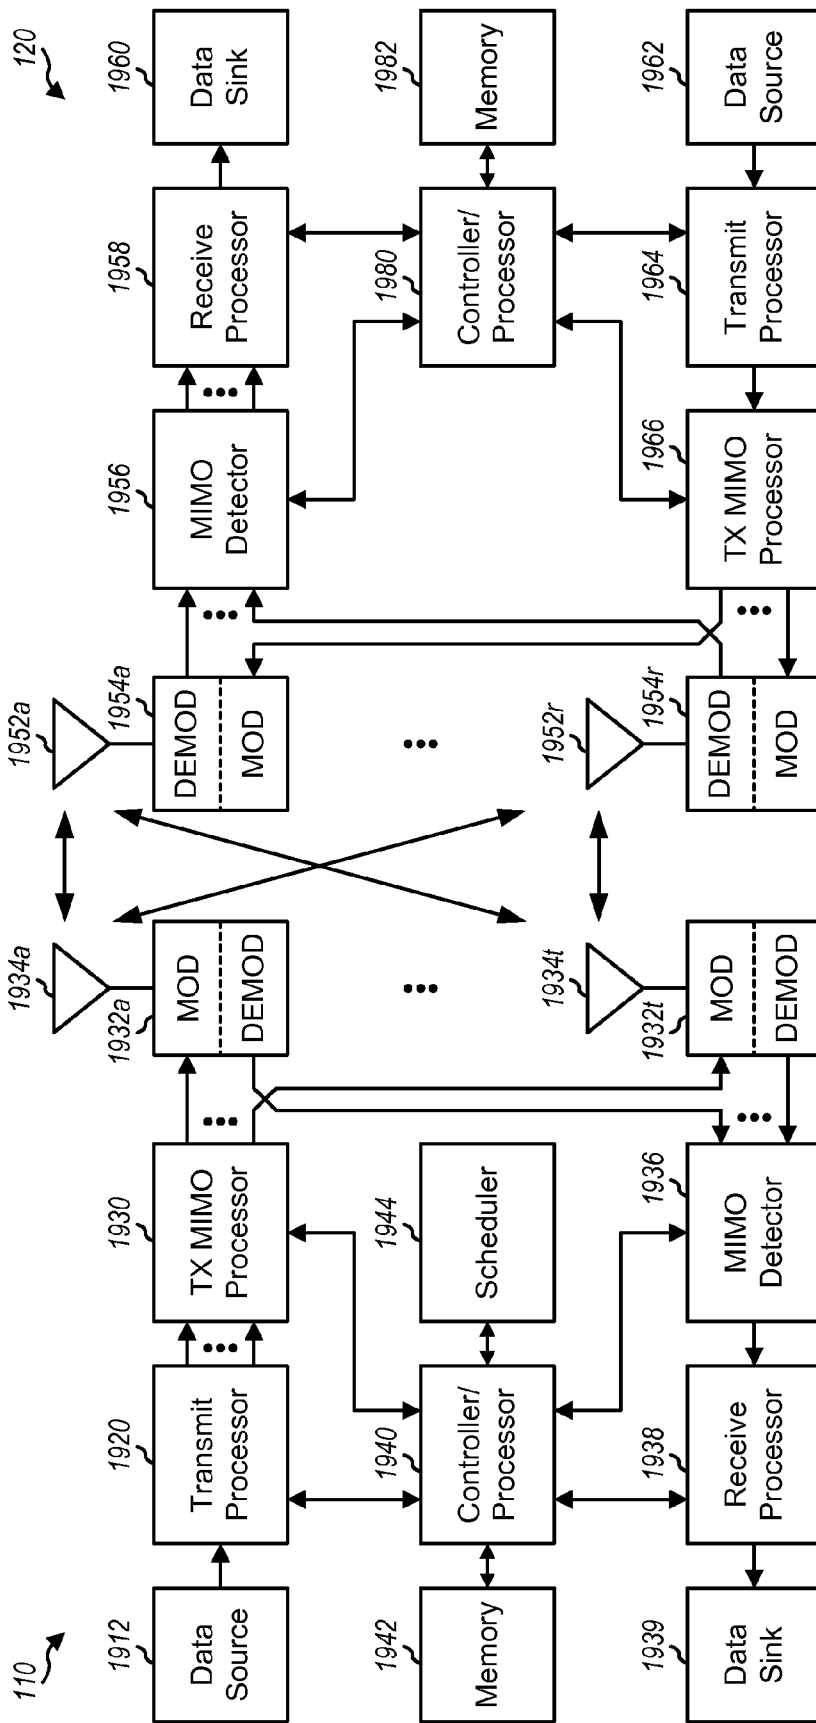 110
120
1912
Data
Source
1920
Transmit
Processor
1930
TX MIMO
Processor
1932a
MOD
DEMOD
1934a
1952a
1954a
DEMOD
MOD
1956
MIMO
Detector
1958
Receive
Processor
1960
Data
Sink
1942
Memory
1940
Controller/
Processor
1944
Scheduler
1980
Controller/
Processor
1982
Memory
1939
Data
Sink
1938
Receive
Processor
1936
MIMO
Detector
1932t
MOD
DEMOD
1934t
1952r
1954r
DEMOD
MOD
1966
TX MIMO
Processor
1964
Transmit
Processor
1962
Data
Source